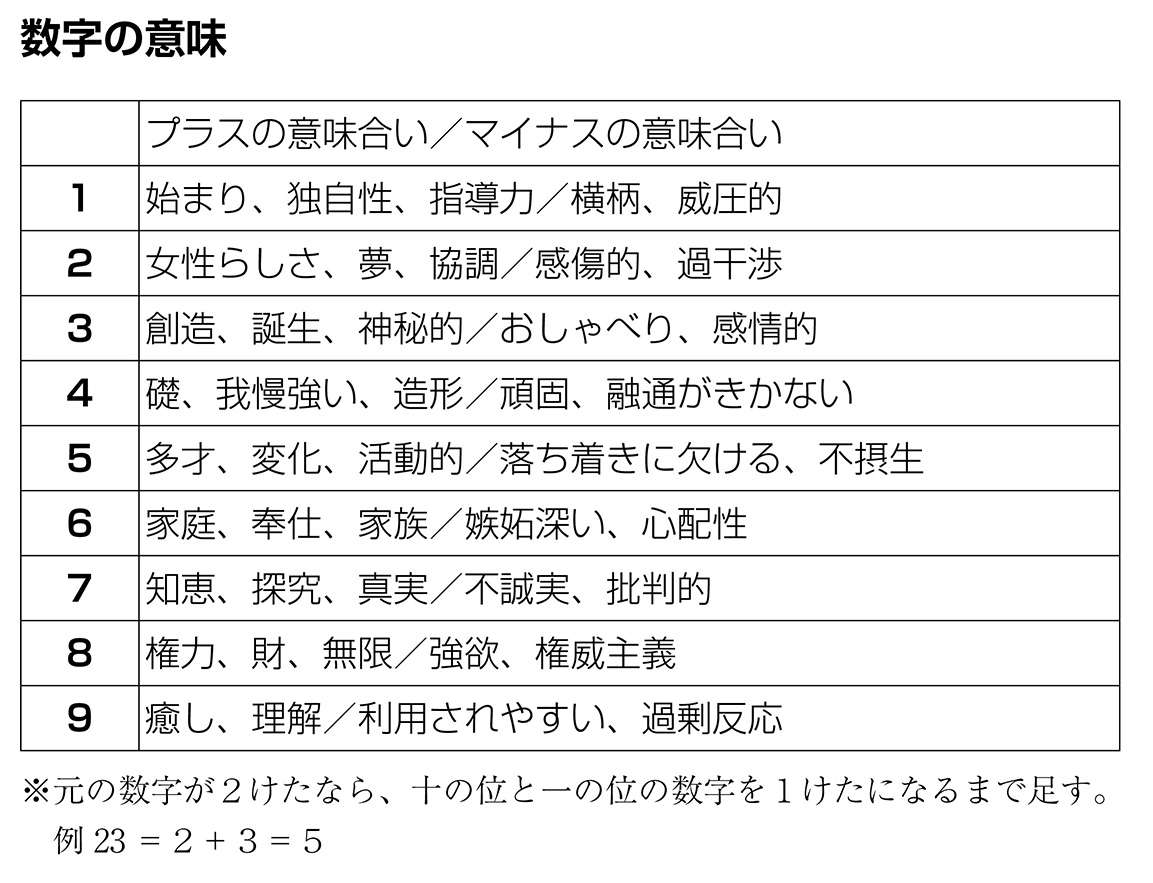 数字の意味
プラスの意味合い／マイナスの意味合い
1 始まり、独自性、指導力／横柄、威圧的
2 女性らしさ、夢、協調／感傷的、過干渉
3 創造、誕生、神秘的／おしゃべり、感情的
4 礎、我慢強い、造形／頑固、融通がきかない
5 多才、変化、活動的／落ち着きに欠ける、不摂生
6 家庭、奉仕、家族／嫉妬深い、心配性
7 知恵、探究、真実／不誠実、批判的
8 権力、財、無限／強欲、権威主義
9 癒し、理解／利用されやすい、過剰反応
※元の数字が２けたなら、十の位と一の位の数字を１けたになるまで足す。
例 23 ＝２＋３＝５